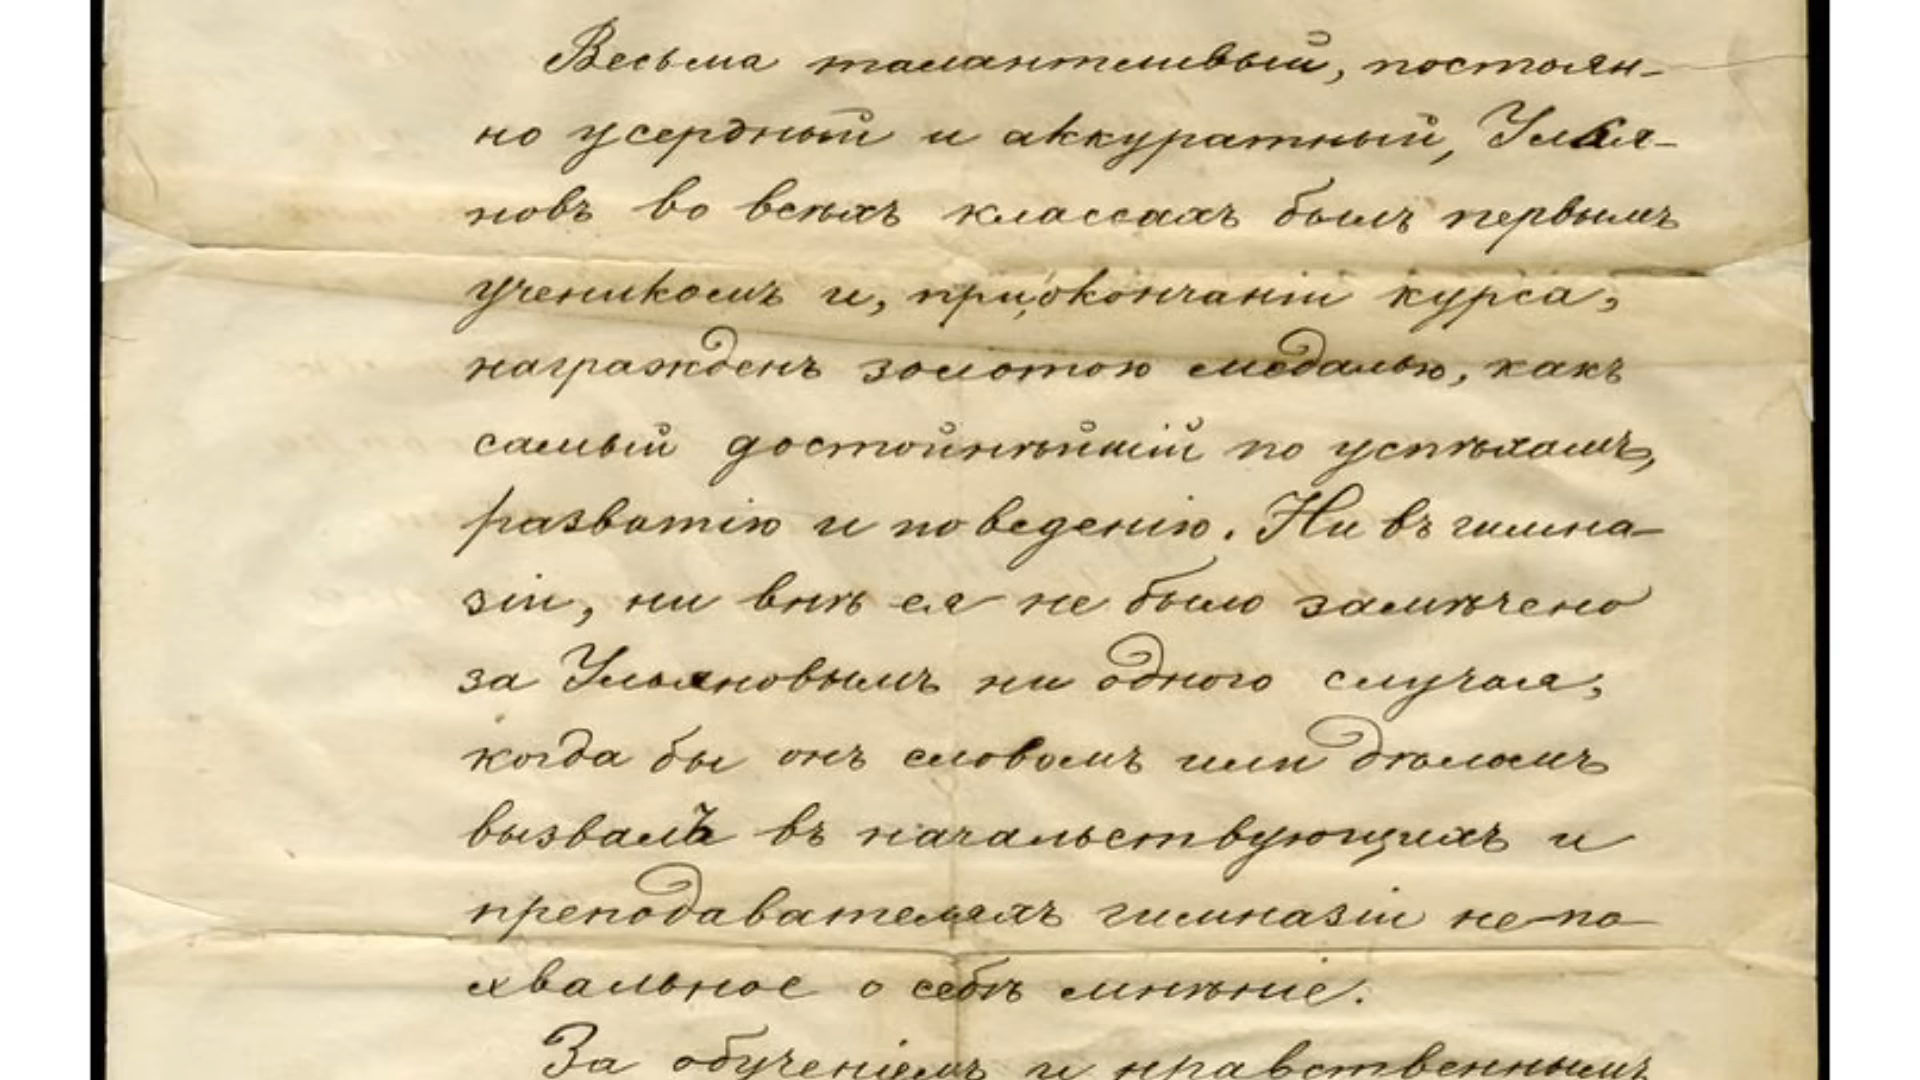 Весьма талантливый, постоян-
но усердный и аккуратный, Улья-
новъ во всѣхъ классахъ былъ первымъ
ученикомъ и, при окончаніи курса,
награжденъ золотою медалью, какъ
самый достойнѣйшій по успѣхамъ,
развитію и поведенію. Ни въ гимна-
зіи, ни внѣ ея не было замѣчено
за Ульяновымъ ни одного случая,
когда бы онъ словомъ или дѣломъ
вызвалъ въ начальствующихъ и
преподавателяхъ гимназіи не по-
хвальное о себѣ мнѣніе.
За обученіемъ и нравственнымъ